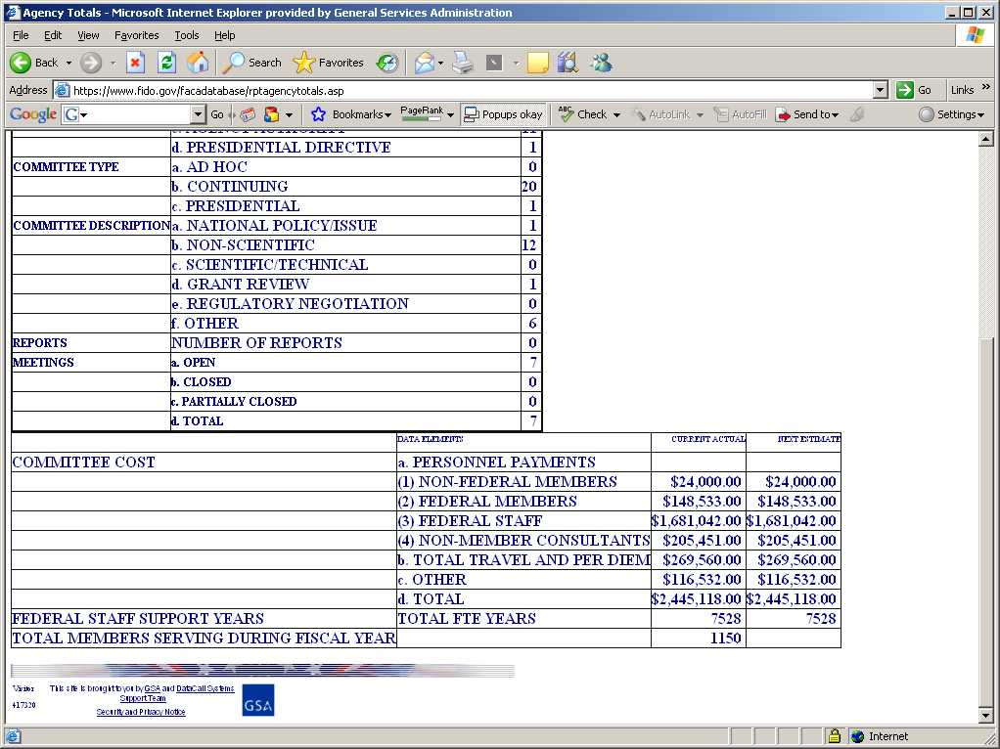 Agency Totals - Microsoft Internet Explorer provided by General Services Administration
File Edit View Favorites Tools Help
Back Search Favorites
Address https://www.fido.gov/facadatabase/rptagencytotals.asp Go Links »
Google G Go Bookmarks PageRank Popups okay ABC Check AutoLink AutoFill Send to Settings
c. AGENCY AUTHORITY 11
d. PRESIDENTIAL DIRECTIVE 1
COMMITTEE TYPE a. AD HOC 0
b. CONTINUING 20
c. PRESIDENTIAL 1
COMMITTEE DESCRIPTION a. NATIONAL POLICY/ISSUE 1
b. NON-SCIENTIFIC 12
c. SCIENTIFIC/TECHNICAL 0
d. GRANT REVIEW 1
e. REGULATORY NEGOTIATION 0
f. OTHER 6
REPORTS NUMBER OF REPORTS 0
MEETINGS a. OPEN 7
b. CLOSED 0
c. PARTIALLY CLOSED 0
d. TOTAL 7
DATA ELEMENTS CURRENT ACTUAL NEXT ESTIMATE
COMMITTEE COST a. PERSONNEL PAYMENTS
(1) NON-FEDERAL MEMBERS $24,000.00 $24,000.00
(2) FEDERAL MEMBERS $148,533.00 $148,533.00
(3) FEDERAL STAFF $1,681,042.00 $1,681,042.00
(4) NON-MEMBER CONSULTANTS $205,451.00 $205,451.00
b. TOTAL TRAVEL AND PER DIEM $269,560.00 $269,560.00
c. OTHER $116,532.00 $116,532.00
d. TOTAL $2,445,118.00 $2,445,118.00
FEDERAL STAFF SUPPORT YEARS TOTAL FTE YEARS 7528 7528
TOTAL MEMBERS SERVING DURING FISCAL YEAR 1150
Visitor This site is brought to you by GSA and DataCall Systems
Support Team
417320
Security and Privacy Notice
GSA
Internet